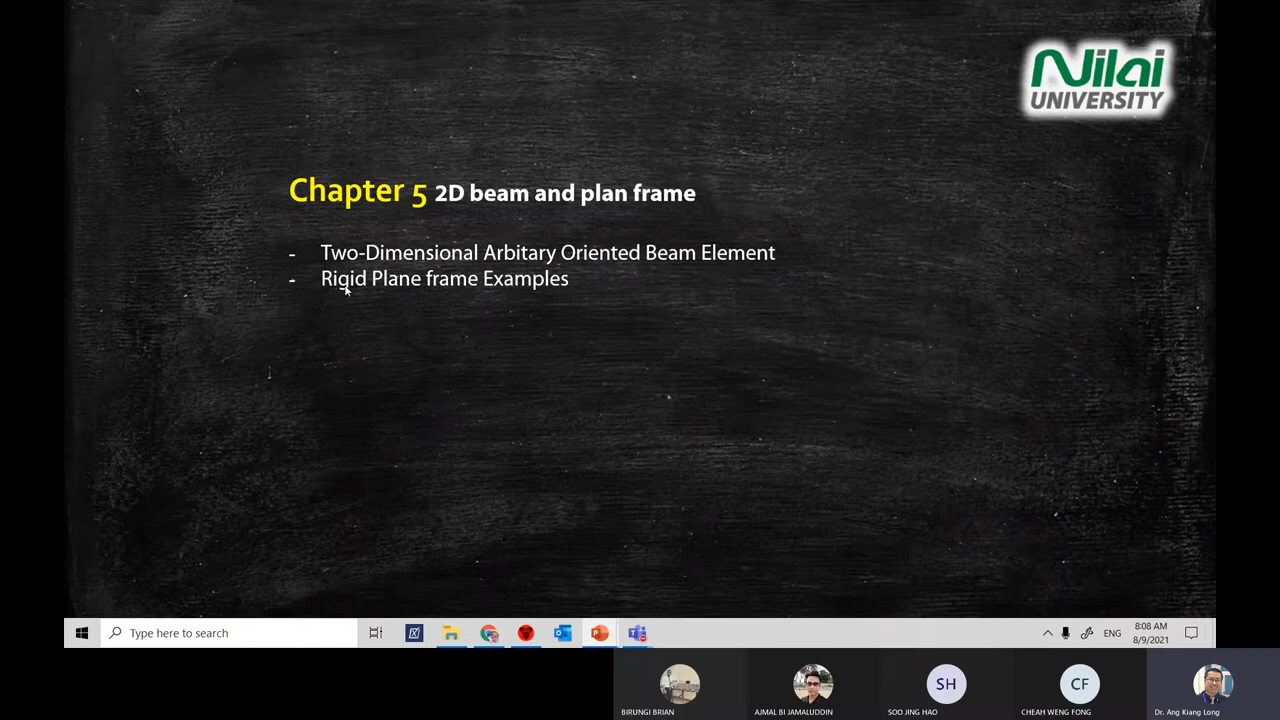 Nilai
UNIVERSITY
Chapter 5 2D beam and plan frame
- Two-Dimensional Arbitary Oriented Beam Element
- Rigid Plane frame Examples
Type here to search
ENG
8:08 AM
8/9/2021
SH
CF
BIRUNGI BRIAN
AJMAL BI JAMALUDDIN
SOO JING HAO
CHEAH WENG FONG
Dr. Ang Kiang Long